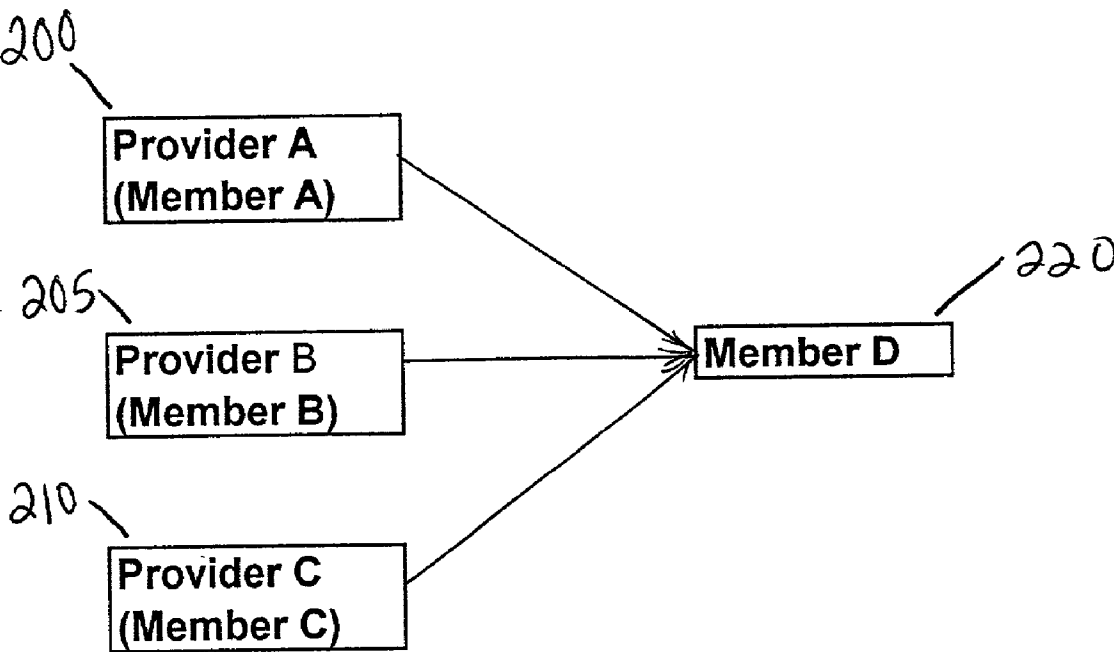 200
Provider A
(Member A)
205
Provider B
(Member B)
220
Member D
210
Provider C
(Member C)